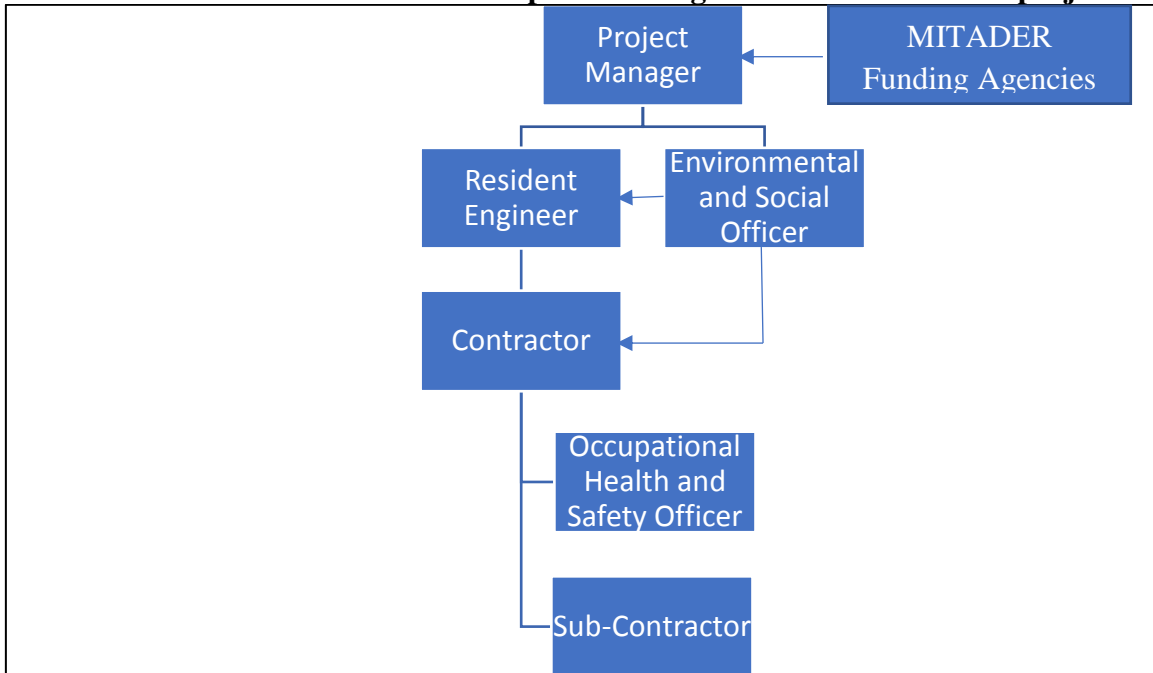 Project
Manager
MITADER
Funding Agencies
Resident
Engineer
Environmental
and Social
Officer
Contractor
Occupational
Health and
Safety Officer
Sub-Contractor